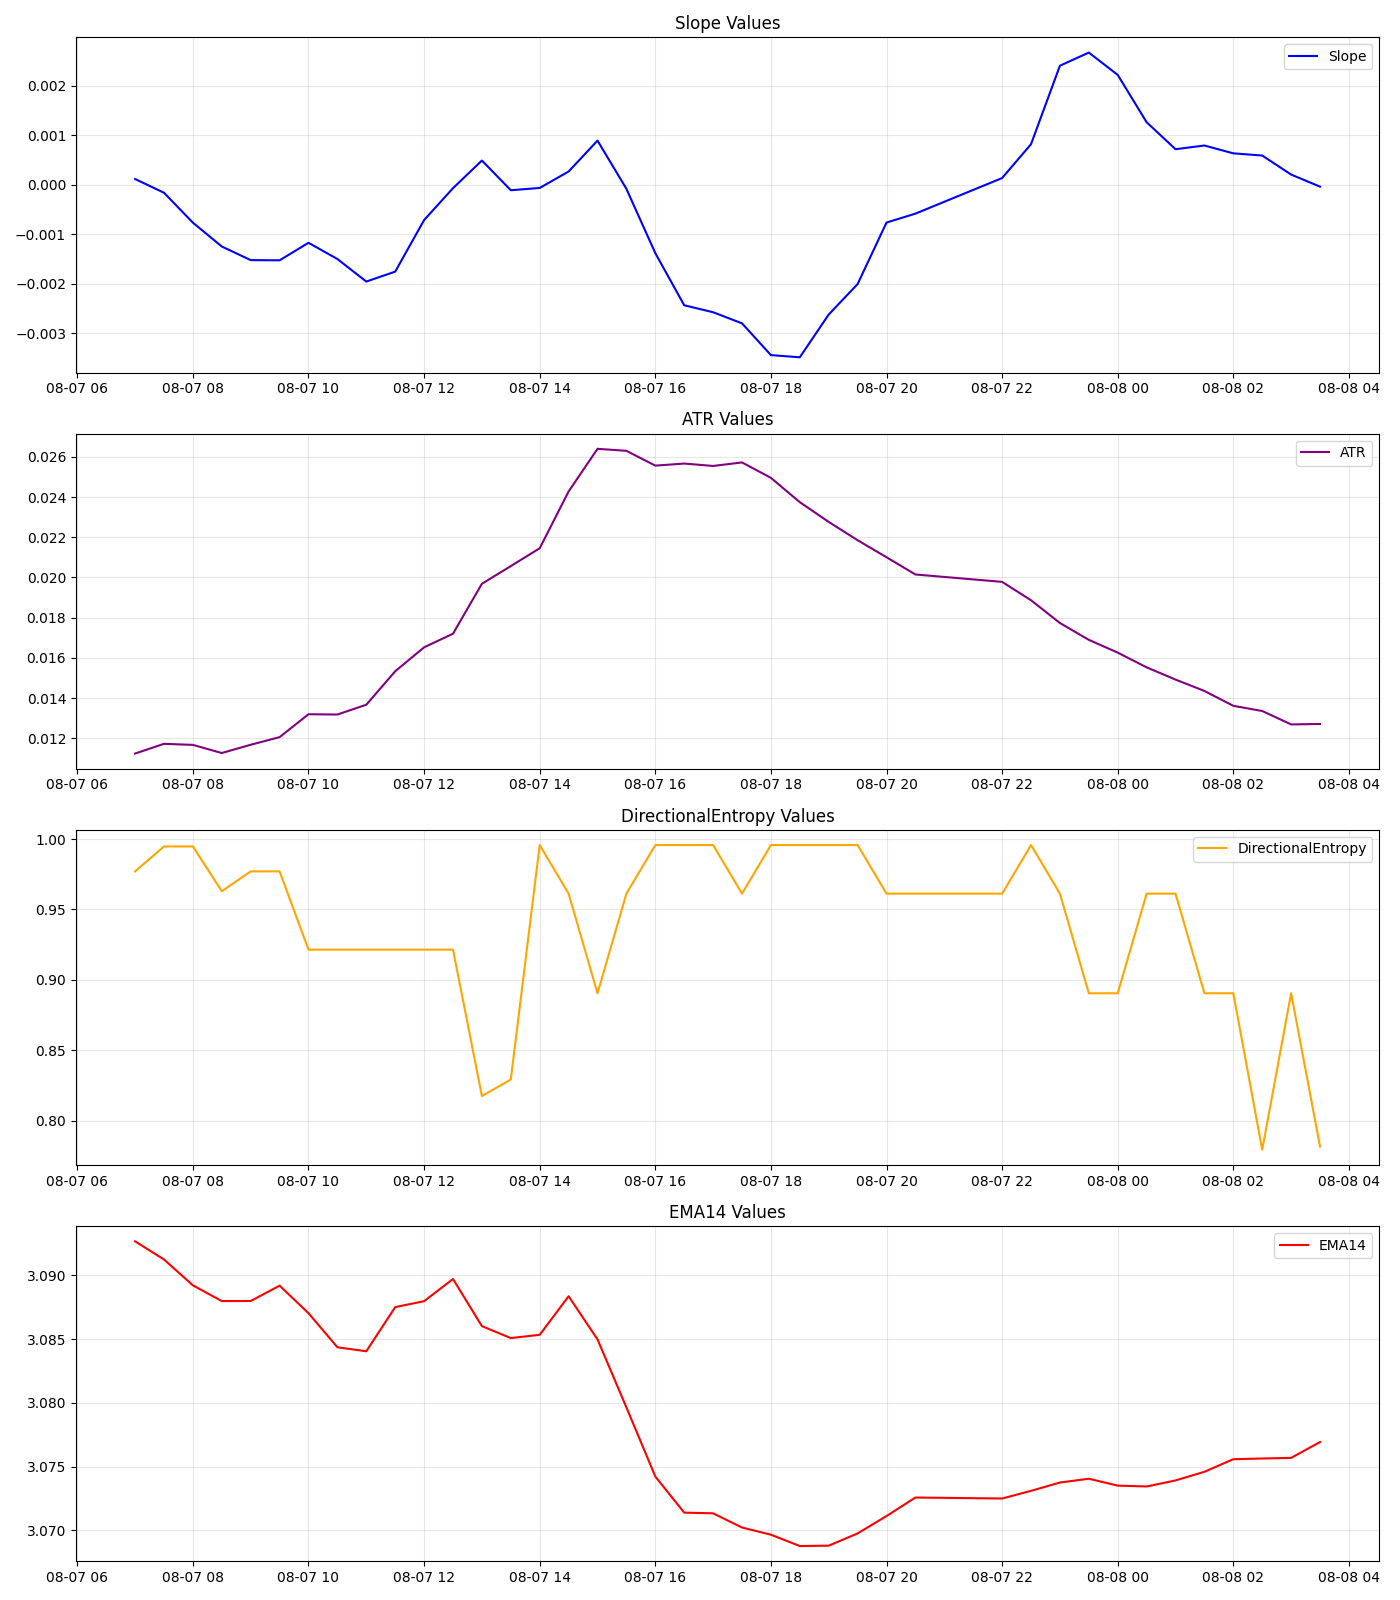 Slope Values
Slope
0.002
0.001
0.000
−0.001
−0.002
−0.003
08-07 06 08-07 08 08-07 10 08-07 12 08-07 14 08-07 16 08-07 18 08-07 20 08-07 22 08-08 00 08-08 02 08-08 04
ATR Values
ATR
0.026
0.024
0.022
0.020
0.018
0.016
0.014
0.012
08-07 06 08-07 08 08-07 10 08-07 12 08-07 14 08-07 16 08-07 18 08-07 20 08-07 22 08-08 00 08-08 02 08-08 04
DirectionalEntropy Values
1.00
DirectionalEntropy
0.95
0.90
0.85
0.80
08-07 06 08-07 08 08-07 10 08-07 12 08-07 14 08-07 16 08-07 18 08-07 20 08-07 22 08-08 00 08-08 02 08-08 04
EMA14 Values
EMA14
3.090
3.085
3.080
3.075
3.070
08-07 06 08-07 08 08-07 10 08-07 12 08-07 14 08-07 16 08-07 18 08-07 20 08-07 22 08-08 00 08-08 02 08-08 04